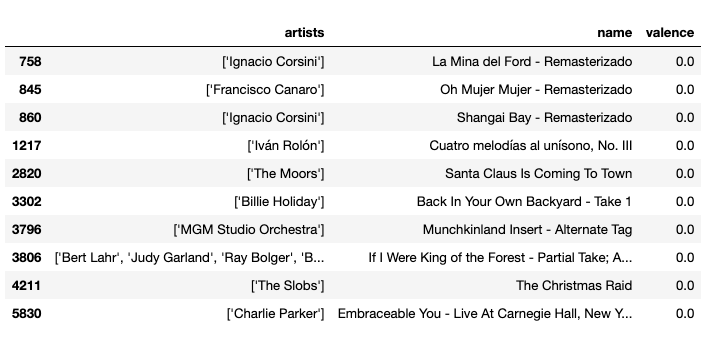 artists name valence
758 ['Ignacio Corsini'] La Mina del Ford - Remasterizado 0.0
845 ['Francisco Canaro'] Oh Mujer Mujer - Remasterizado 0.0
860 ['Ignacio Corsini'] Shangai Bay - Remasterizado 0.0
1217 ['Iván Rolón'] Cuatro melodías al unísono, No. III 0.0
2820 ['The Moors'] Santa Claus Is Coming To Town 0.0
3302 ['Billie Holiday'] Back In Your Own Backyard - Take 1 0.0
3796 ['MGM Studio Orchestra'] Munchkinland Insert - Alternate Tag 0.0
3806 ['Bert Lahr', 'Judy Garland', 'Ray Bolger', 'B... If I Were King of the Forest - Partial Take; A... 0.0
4211 ['The Slobs'] The Christmas Raid 0.0
5830 ['Charlie Parker'] Embraceable You - Live At Carnegie Hall, New Y... 0.0